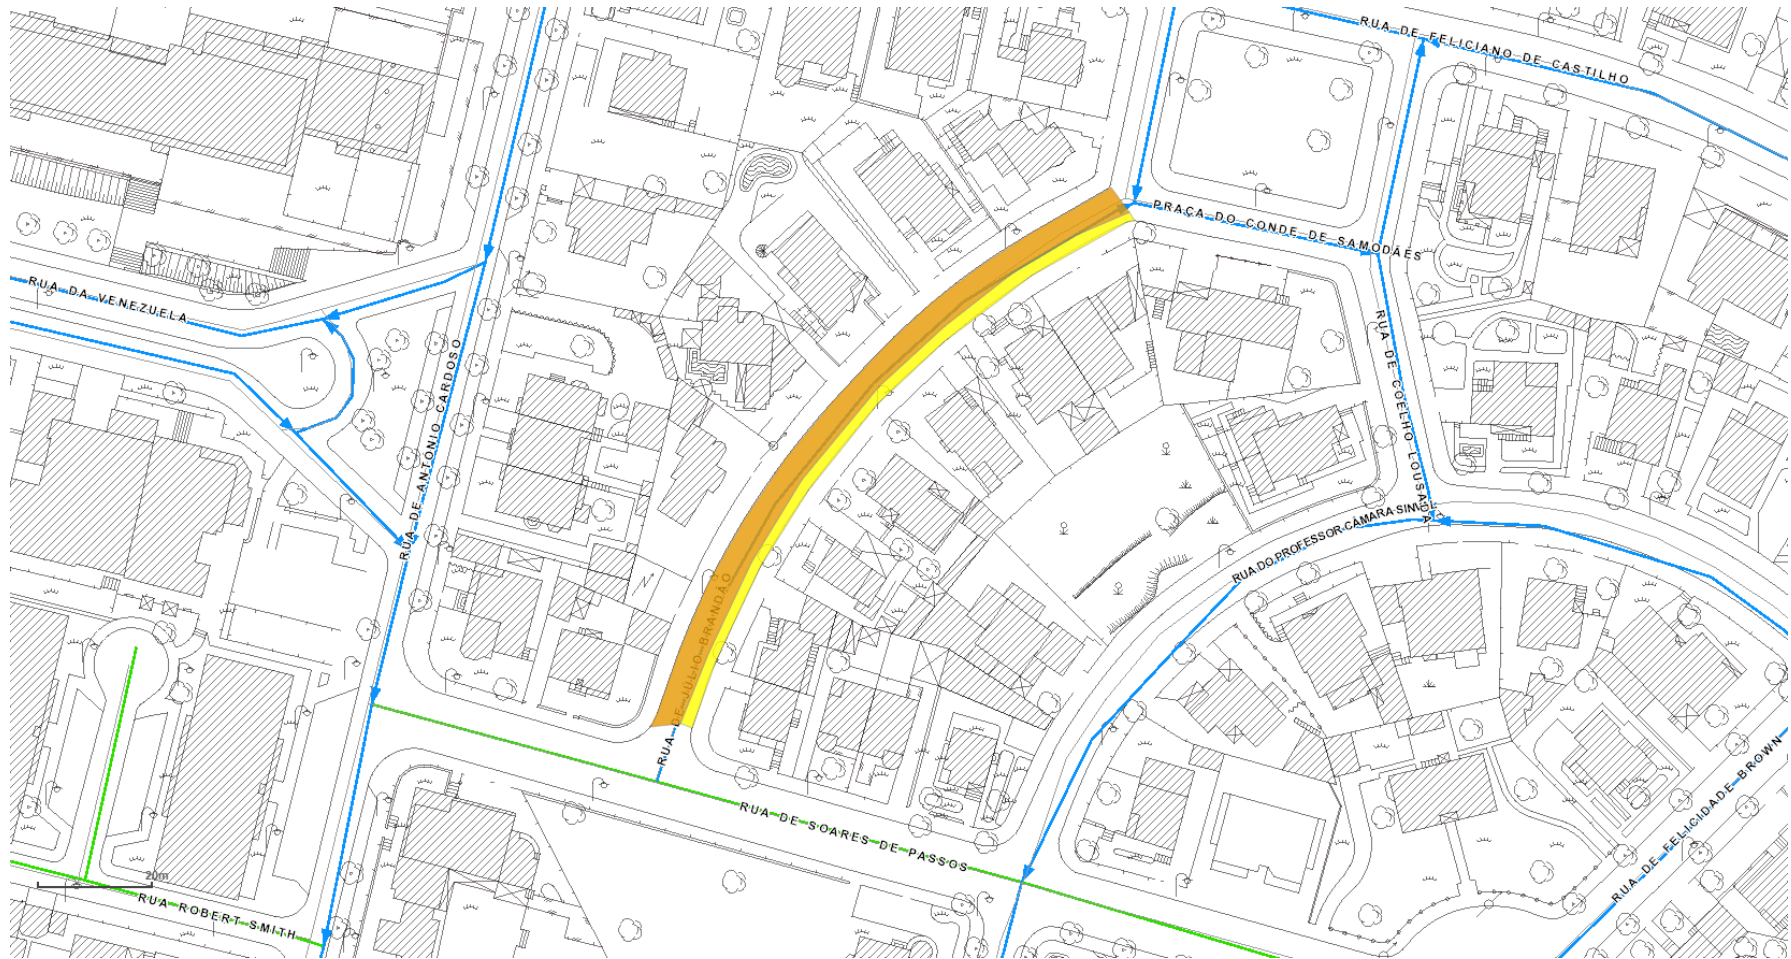 RUA DE FELICIANO DE CASTILHO
PRAÇA DO CONDE DE SAMODÃES
RUA DA VENEZUELA
RUA DE ANTONIO CARDOSO
RUA DE COELHO LOUSADA
RUA DO PROFESSOR CÂMARA SINVAL
RUA DE JÚLIO BRANDÃO
RUA DE SOARES DE PASSOS
RUA DE FELICIDADE BROWN
20m
RUA ROBERT SMITH